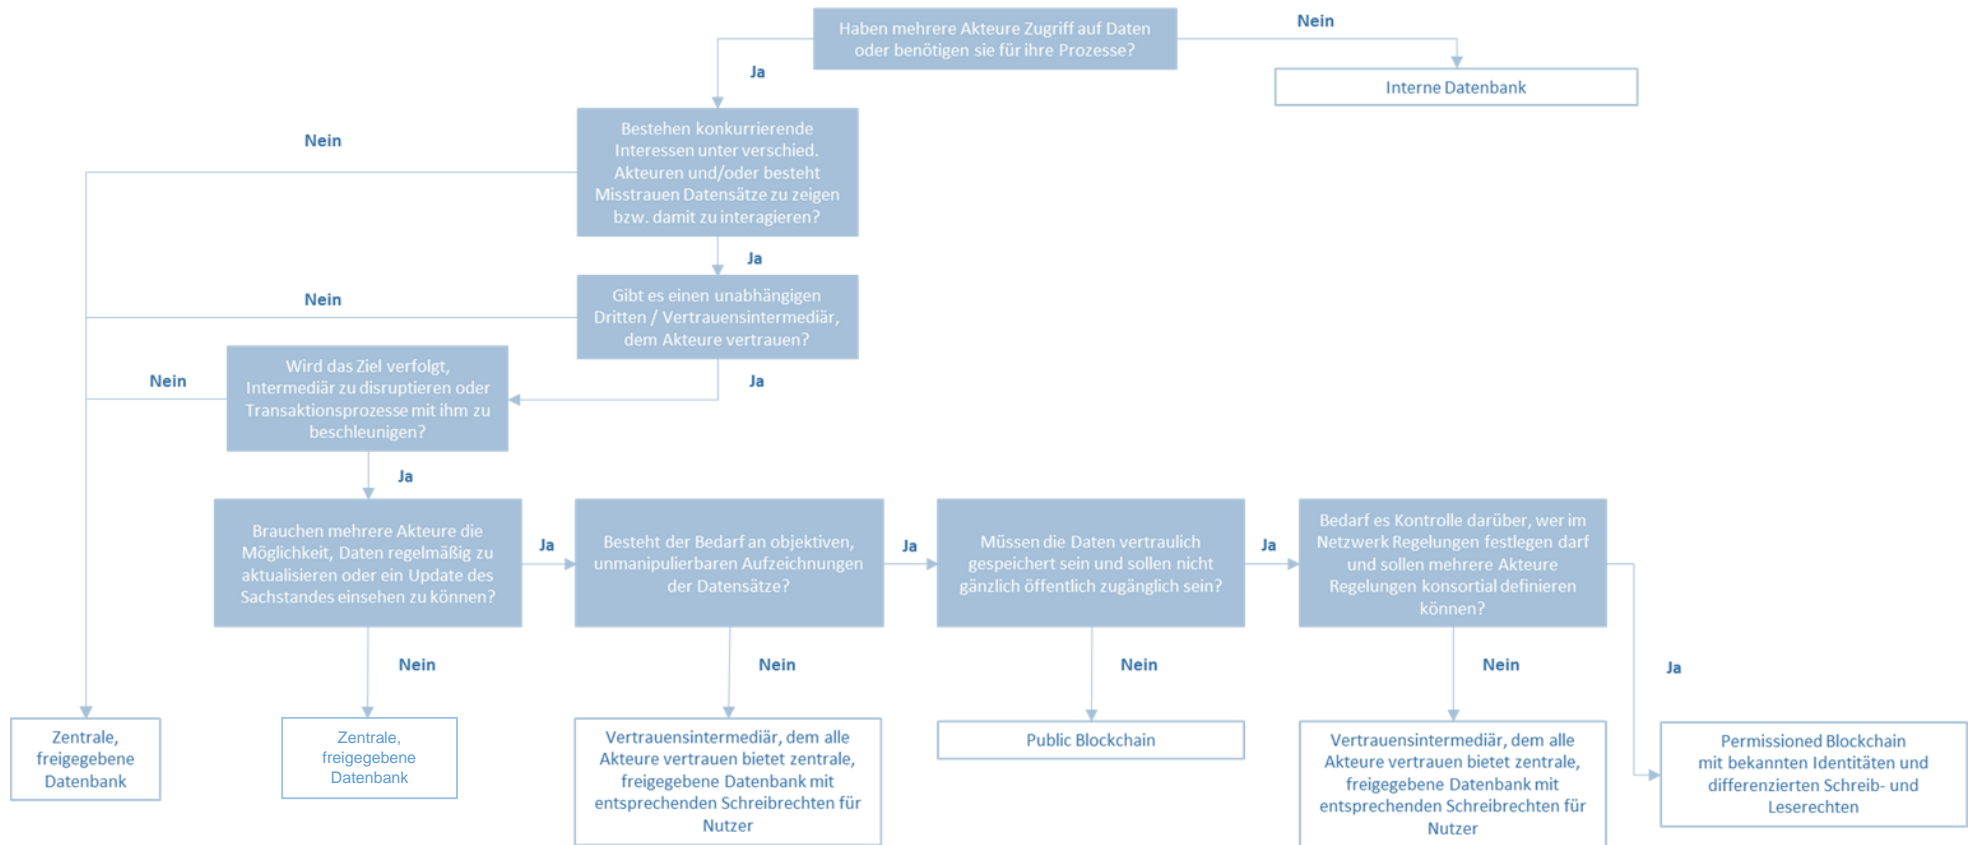 Haben mehrere Akteure Zugriff auf Daten
oder benötigen sie für ihre Prozesse?
Nein
Ja
Interne Datenbank
Bestehen konkurrierende
Interessen unter verschied.
Akteuren und/oder besteht
Misstrauen Datensätze zu zeigen
bzw. damit zu interagieren?
Nein
Ja
Gibt es einen unabhängigen
Dritten / Vertrauensintermediär,
dem Akteure vertrauen?
Nein
Ja
Wird das Ziel verfolgt,
Intermediär zu disruptieren oder
Transaktionsprozesse mit ihm zu
beschleunigen?
Nein
Ja
Brauchen mehrere Akteure die
Möglichkeit, Daten regelmäßig zu
aktualisieren oder ein Update des
Sachstandes einsehen zu können?
Ja
Besteht der Bedarf an objektiven,
unmanipulierbaren Aufzeichnungen
der Datensätze?
Ja
Müssen die Daten vertraulich
gespeichert sein und sollen nicht
gänzlich öffentlich zugänglich sein?
Ja
Bedarf es Kontrolle darüber, wer im
Netzwerk Regelungen festlegen darf
und sollen mehrere Akteure
Regelungen konsortial definieren
können?
Nein
Nein
Nein
Nein
Ja
Zentrale,
freigegebene
Datenbank
Zentrale,
freigegebene
Datenbank
Vertrauensintermediär, dem alle
Akteure vertrauen bietet zentrale,
freigegebene Datenbank mit
entsprechenden Schreibrechten für
Nutzer
Public Blockchain
Vertrauensintermediär, dem alle
Akteure vertrauen bietet zentrale,
freigegebene Datenbank mit
entsprechenden Schreibrechten für
Nutzer
Permissioned Blockchain
mit bekannten Identitäten und
differenzierten Schreib- und
Leserechten